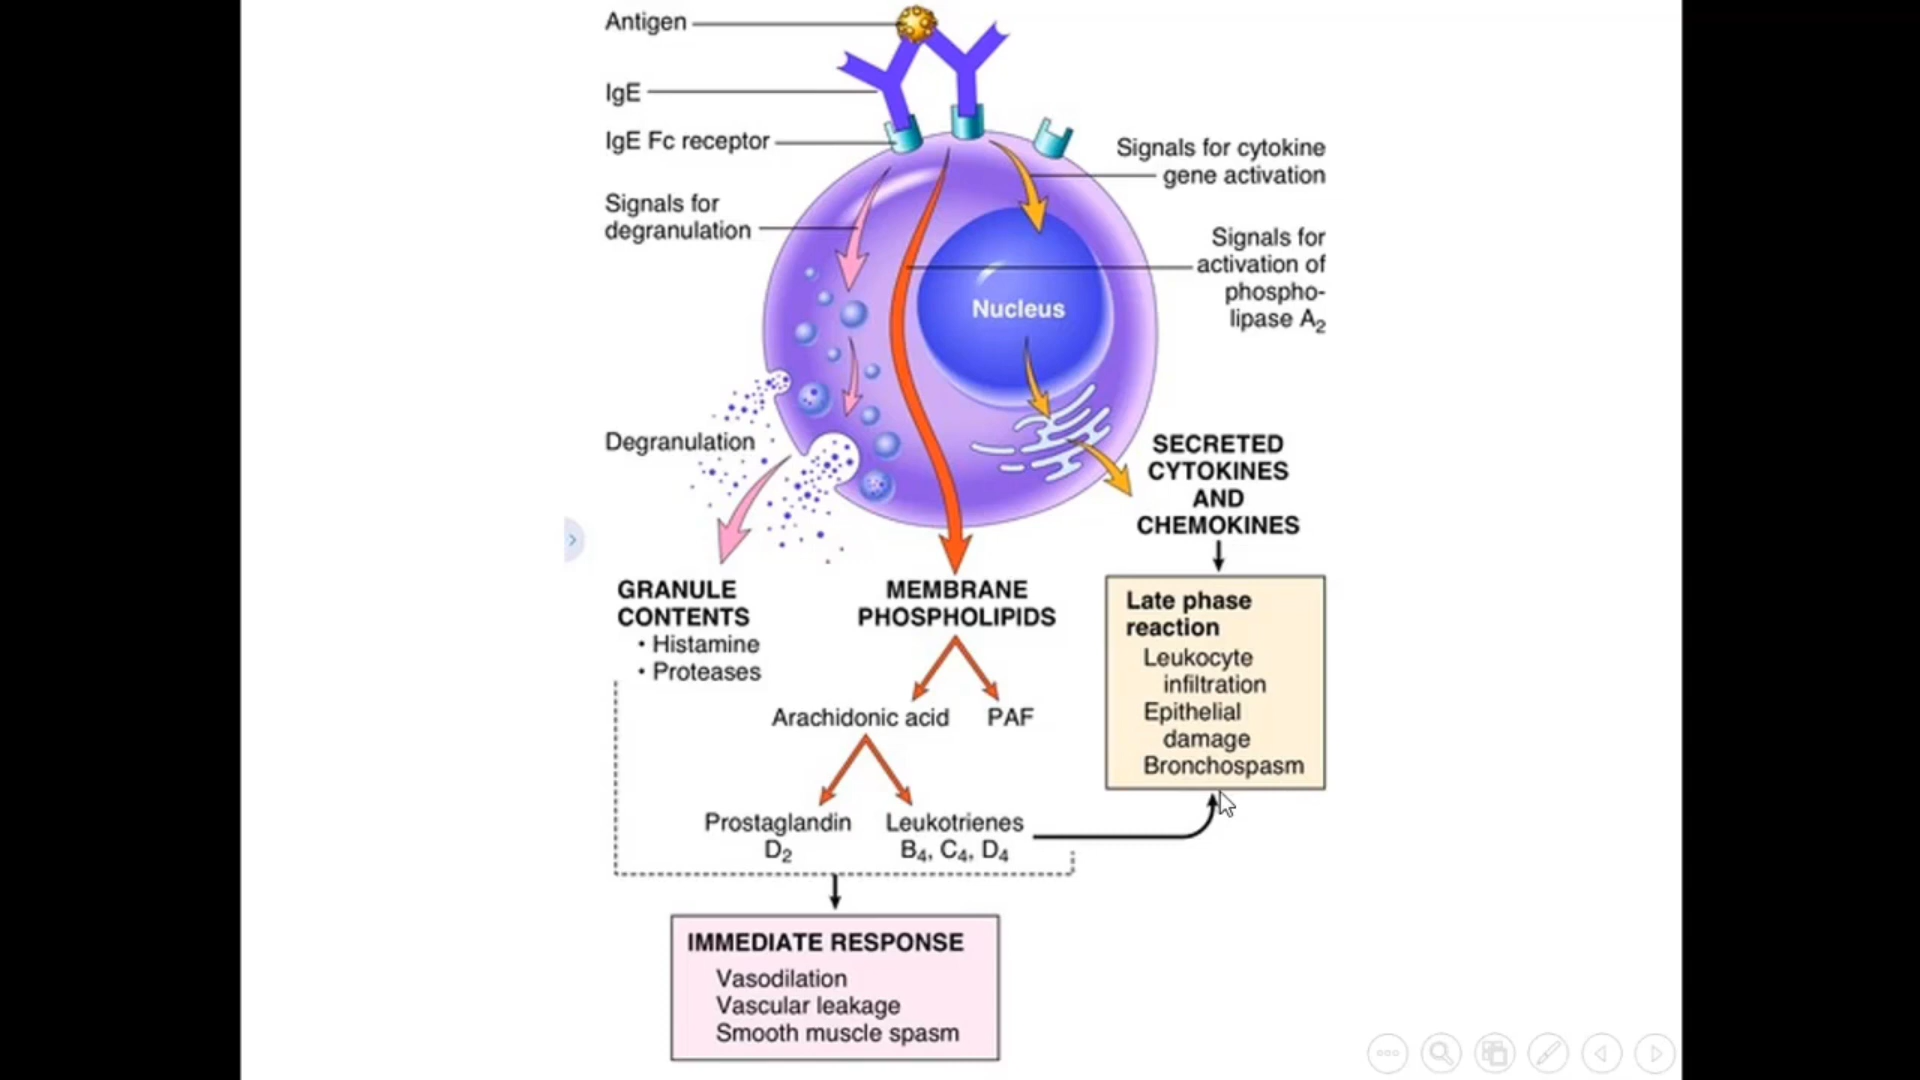 Antigen
IgE
IgE Fc receptor
Signals for
degranulation
Signals for cytokine
gene activation
Signals for
activation of
phospho-
lipase A₂
Nucleus
Degranulation
SECRETED
CYTOKINES
AND
CHEMOKINES
GRANULE
CONTENTS
• Histamine
• Proteases
MEMBRANE
PHOSPHOLIPIDS
Arachidonic acid
PAF
Prostaglandin
D₂
Leukotrienes
B₄, C₄, D₄
Late phase
reaction
Leukocyte
infiltration
Epithelial
damage
Bronchospasm
IMMEDIATE RESPONSE
Vasodilation
Vascular leakage
Smooth muscle spasm